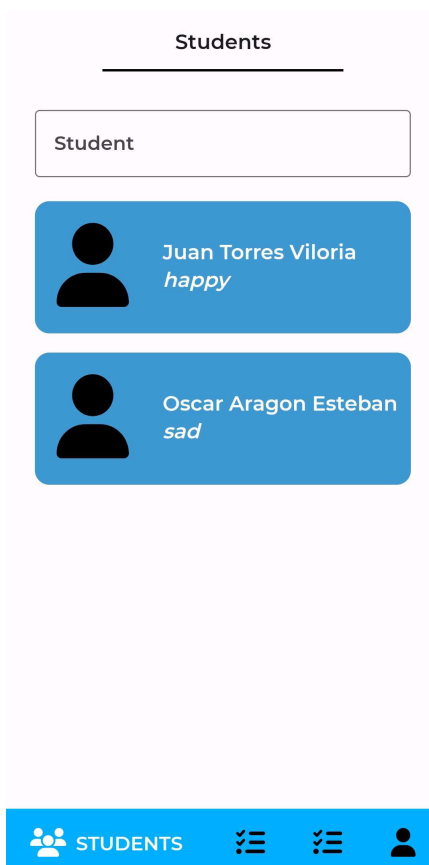 Students
Student
Juan Torres Viloria
happy
Oscar Aragon Esteban
sad
STUDENTS